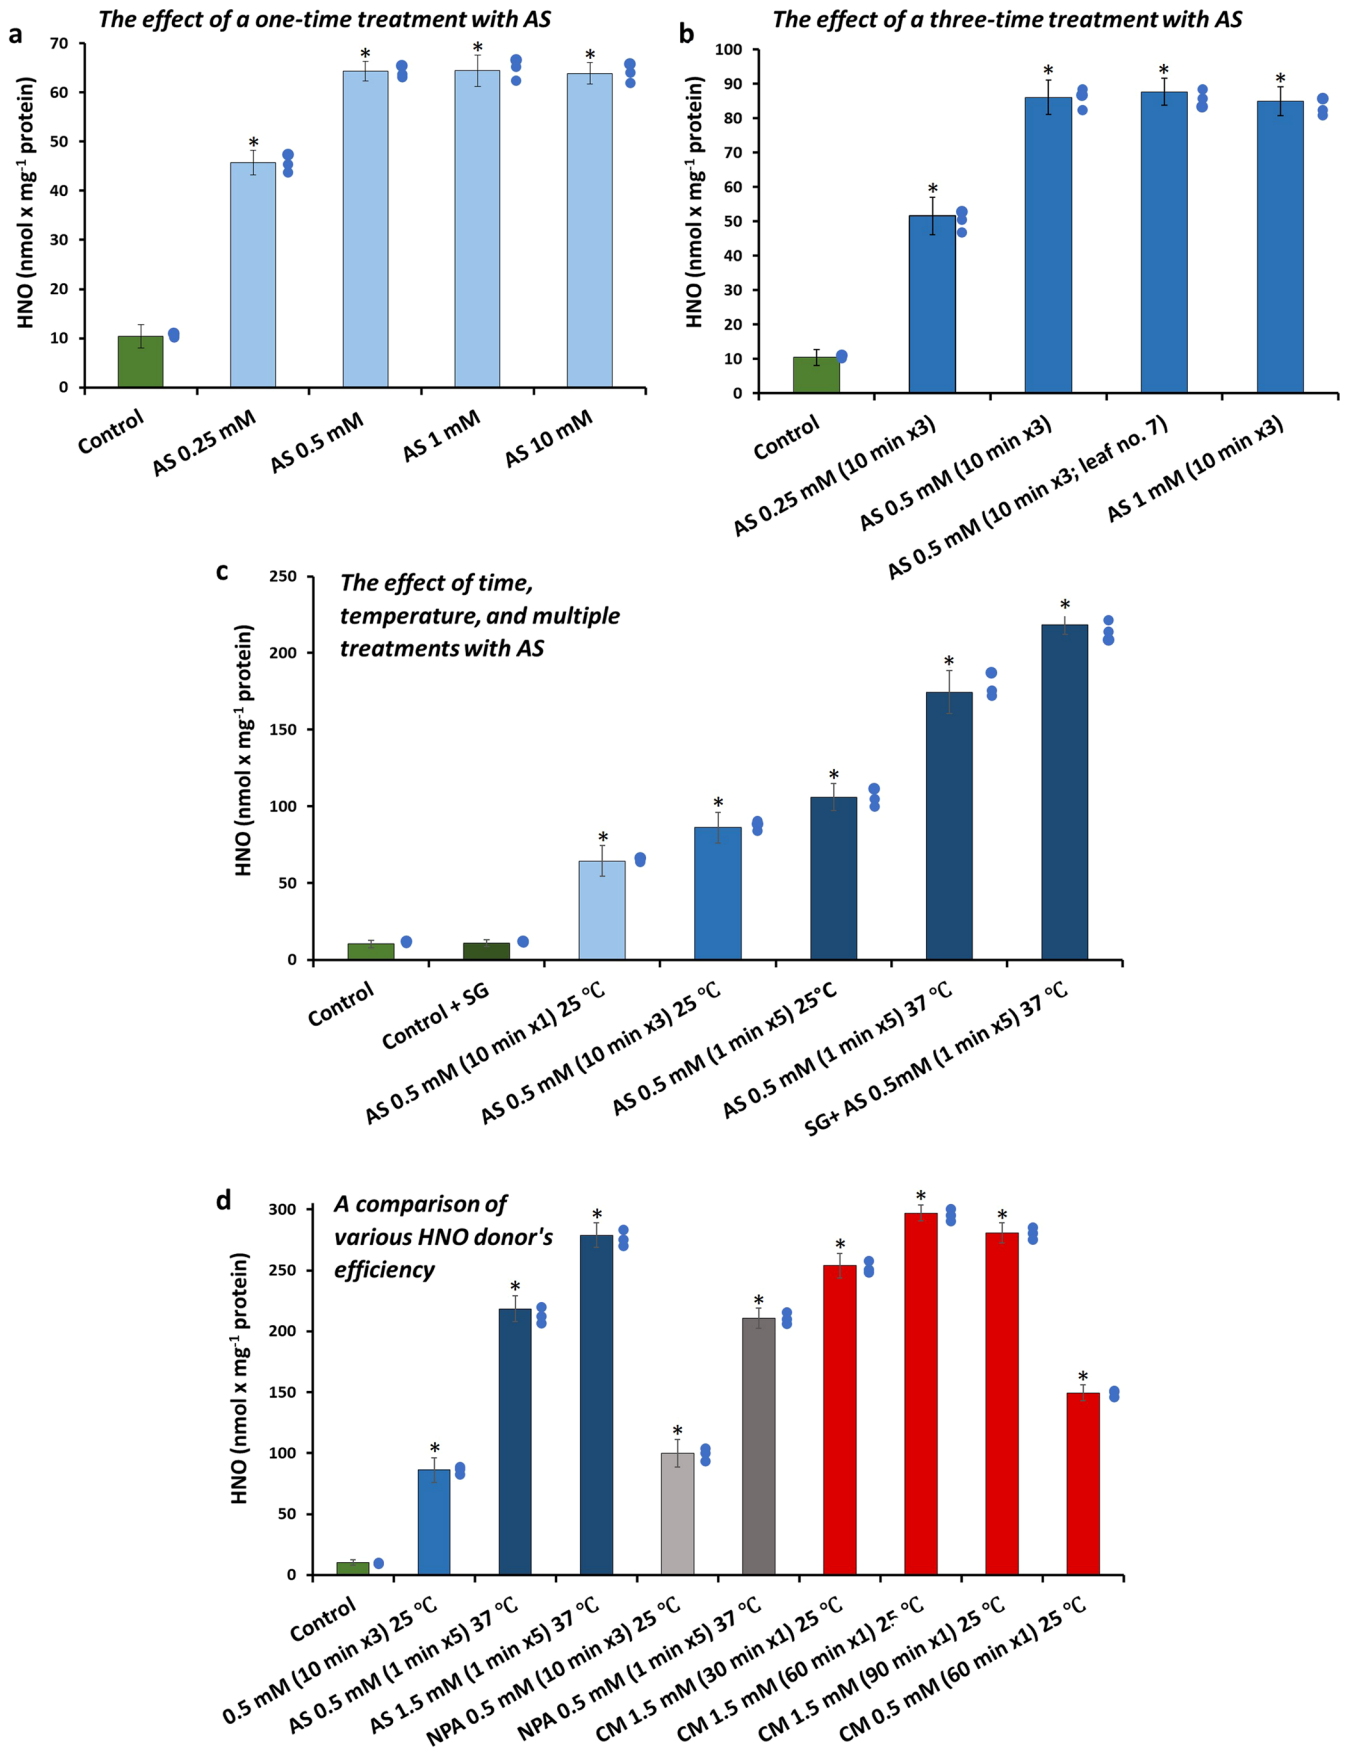 The effect of a one-time treatment with AS
a
HNO (nmol x mg⁻¹ protein)
70
60
50
40
30
20
10
0
*
*
*
*
Control
AS 0.25 mM
AS 0.5 mM
AS 1 mM
AS 10 mM
The effect of a three-time treatment with AS
b
HNO (nmol x mg⁻¹ protein)
100
90
80
70
60
50
40
30
20
10
0
*
*
*
*
Control
AS 0.25 mM (10 min x3)
AS 0.5 mM (10 min x3)
AS 0.5 mM (10 min x3; leaf no. 7)
AS 1 mM (10 min x3)
c
The effect of time,
temperature, and multiple
treatments with AS
HNO (nmol x mg⁻¹ protein)
250
200
150
100
50
0
*
*
*
*
*
Control
Control + SG
AS 0.5 mM (10 min x1) 25 °C
AS 0.5 mM (10 min x3) 25 °C
AS 0.5 mM (1 min x5) 25°C
AS 0.5 mM (1 min x5) 37 °C
SG+ AS 0.5mM (1 min x5) 37 °C
d
A comparison of
various HNO donor's
efficiency
HNO (nmol x mg⁻¹ protein)
300
250
200
150
100
50
0
*
*
*
*
*
*
*
*
*
Control
0.5 mM (10 min x3) 25 °C
AS 0.5 mM (1 min x5) 37 °C
AS 1.5 mM (1 min x5) 37 °C
NPA 0.5 mM (10 min x3) 25 °C
NPA 0.5 mM (1 min x5) 37 °C
CM 1.5 mM (30 min x1) 25 °C
CM 1.5 mM (60 min x1) 25 °C
CM 1.5 mM (90 min x1) 25 °C
CM 0.5 mM (60 min x1) 25 °C